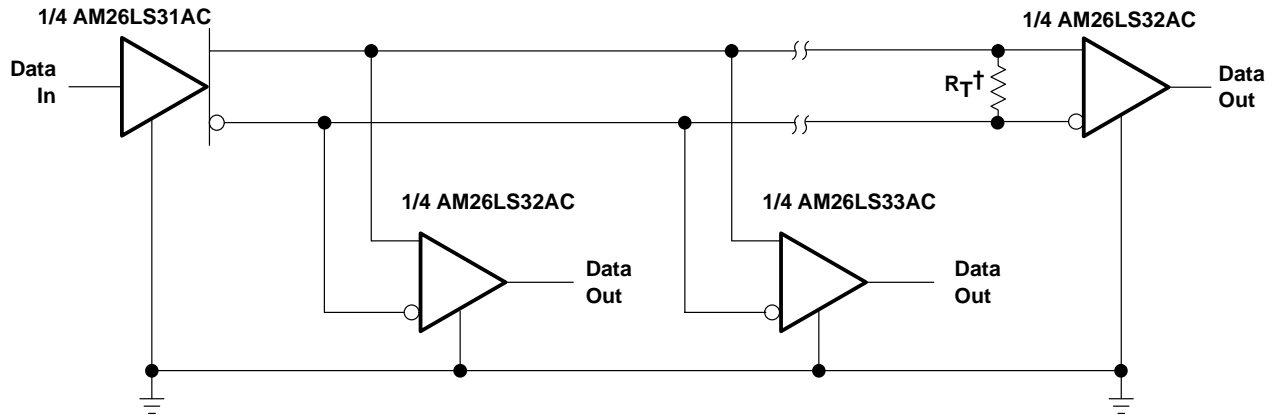 1/4 AM26LS31AC
1/4 AM26LS32AC
Data
In
RT†
Data
Out
1/4 AM26LS32AC
1/4 AM26LS33AC
Data
Out
Data
Out